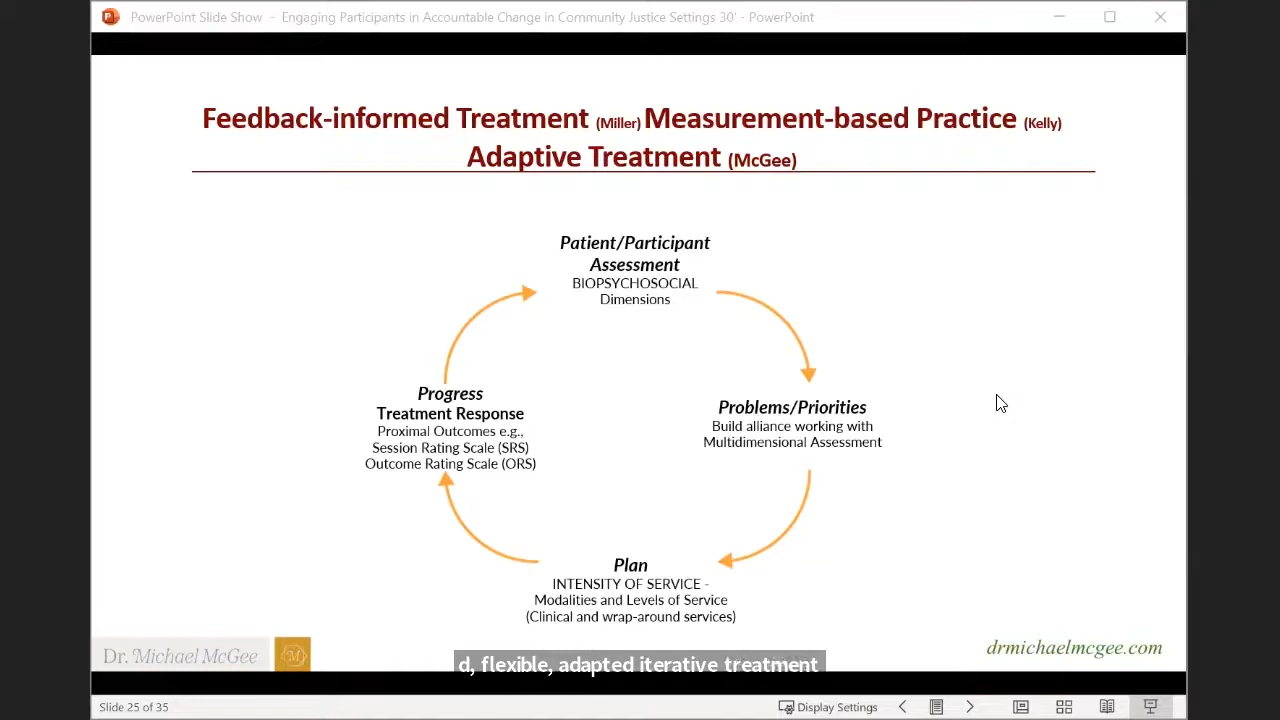 PowerPoint Slide Show - Engaging Participants in Accountable Change in Community Justice Settings 30' - PowerPoint
Feedback-informed Treatment (Miller) Measurement-based Practice (Kelly)
Adaptive Treatment (McGee)
Patient/Participant
Assessment
BIOPSYCHOSOCIAL
Dimensions
Progress
Treatment Response
Proximal Outcomes e.g.,
Session Rating Scale (SRS)
Outcome Rating Scale (ORS)
Problems/Priorities
Build alliance working with
Multidimensional Assessment
Plan
INTENSITY OF SERVICE -
Modalities and Levels of Service
(Clinical and wrap-around services)
Dr. Michael McGee
M
drmichaelmcgee.com
d, flexible, adapted iterative treatment
Slide 25 of 35
Display Settings